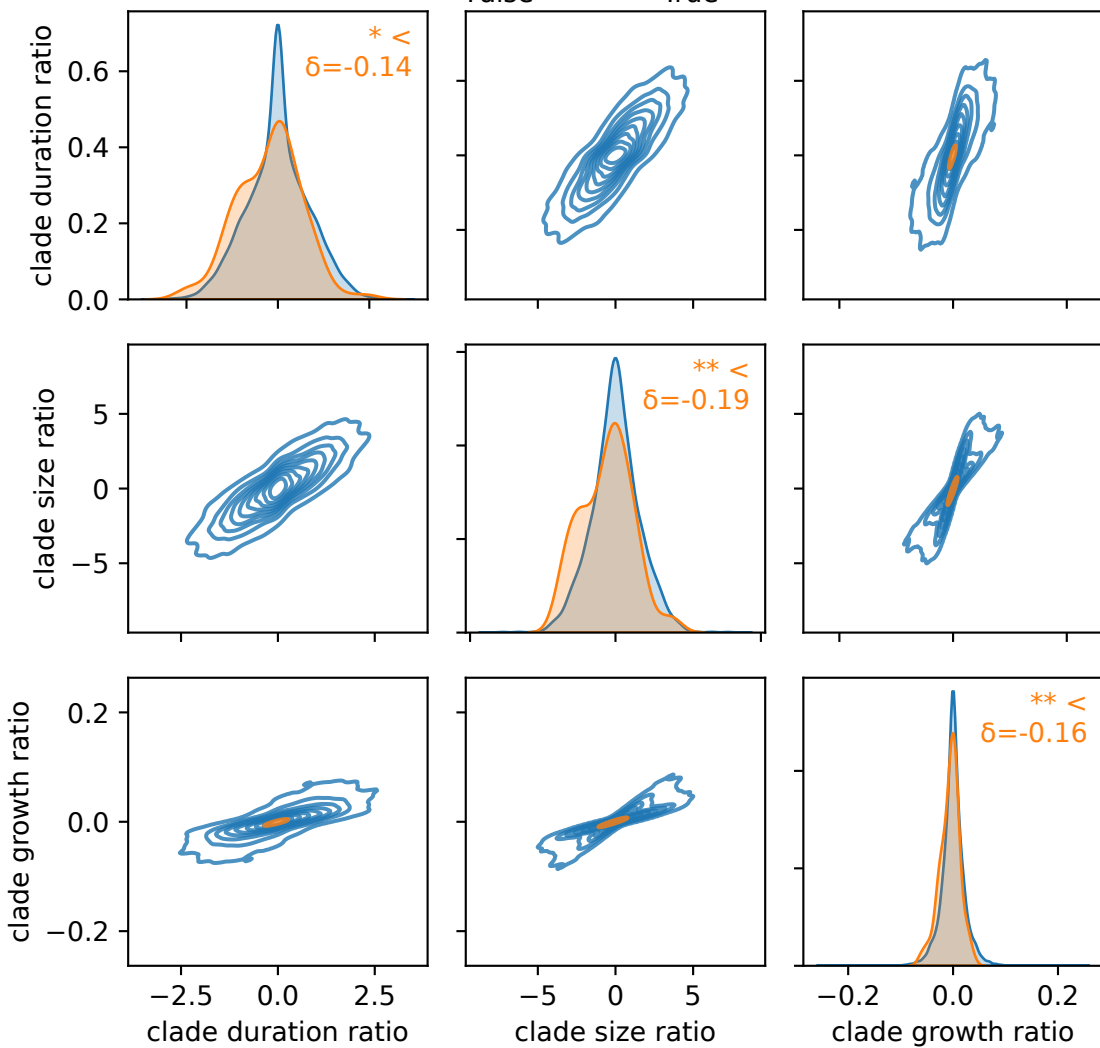 * <
δ=-0.14
clade duration ratio
0.6
0.4
0.2
0.0
** <
δ=-0.19
clade size ratio
5
0
−5
** <
δ=-0.16
clade growth ratio
0.2
0.0
−0.2
−2.5 0.0 2.5
−5 0 5
−0.2 0.0 0.2
clade duration ratio
clade size ratio
clade growth ratio